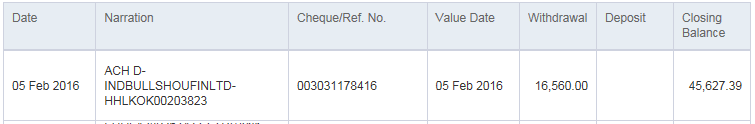 Date Narration Cheque/Ref. No. Value Date Withdrawal Deposit Closing
Balance
ACH D-
05 Feb 2016 INDBULLSHOUFINLTD- 003031178416 05 Feb 2016 16,560.00 45,627.39
HHLKOK00203823